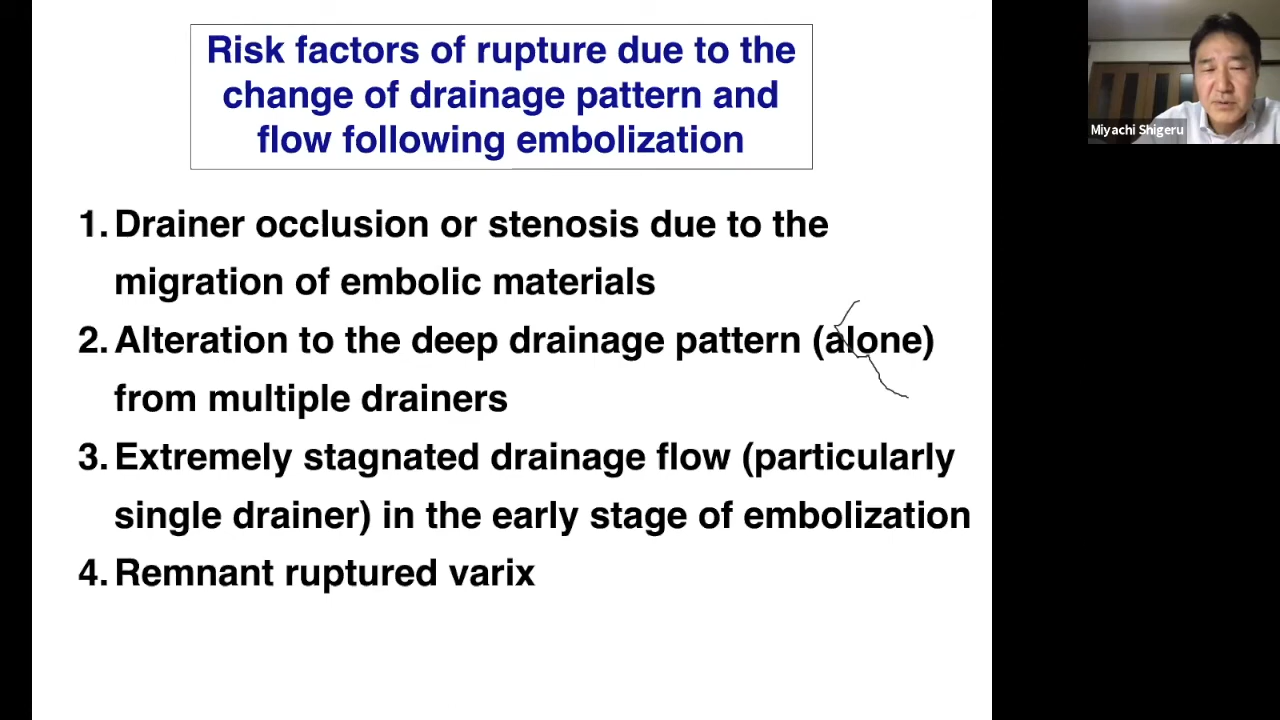 Risk factors of rupture due to the
change of drainage pattern and
flow following embolization
1. Drainer occlusion or stenosis due to the
migration of embolic materials
2. Alteration to the deep drainage pattern (alone)
from multiple drainers
3. Extremely stagnated drainage flow (particularly
single drainer) in the early stage of embolization
4. Remnant ruptured varix
Miyachi Shigeru